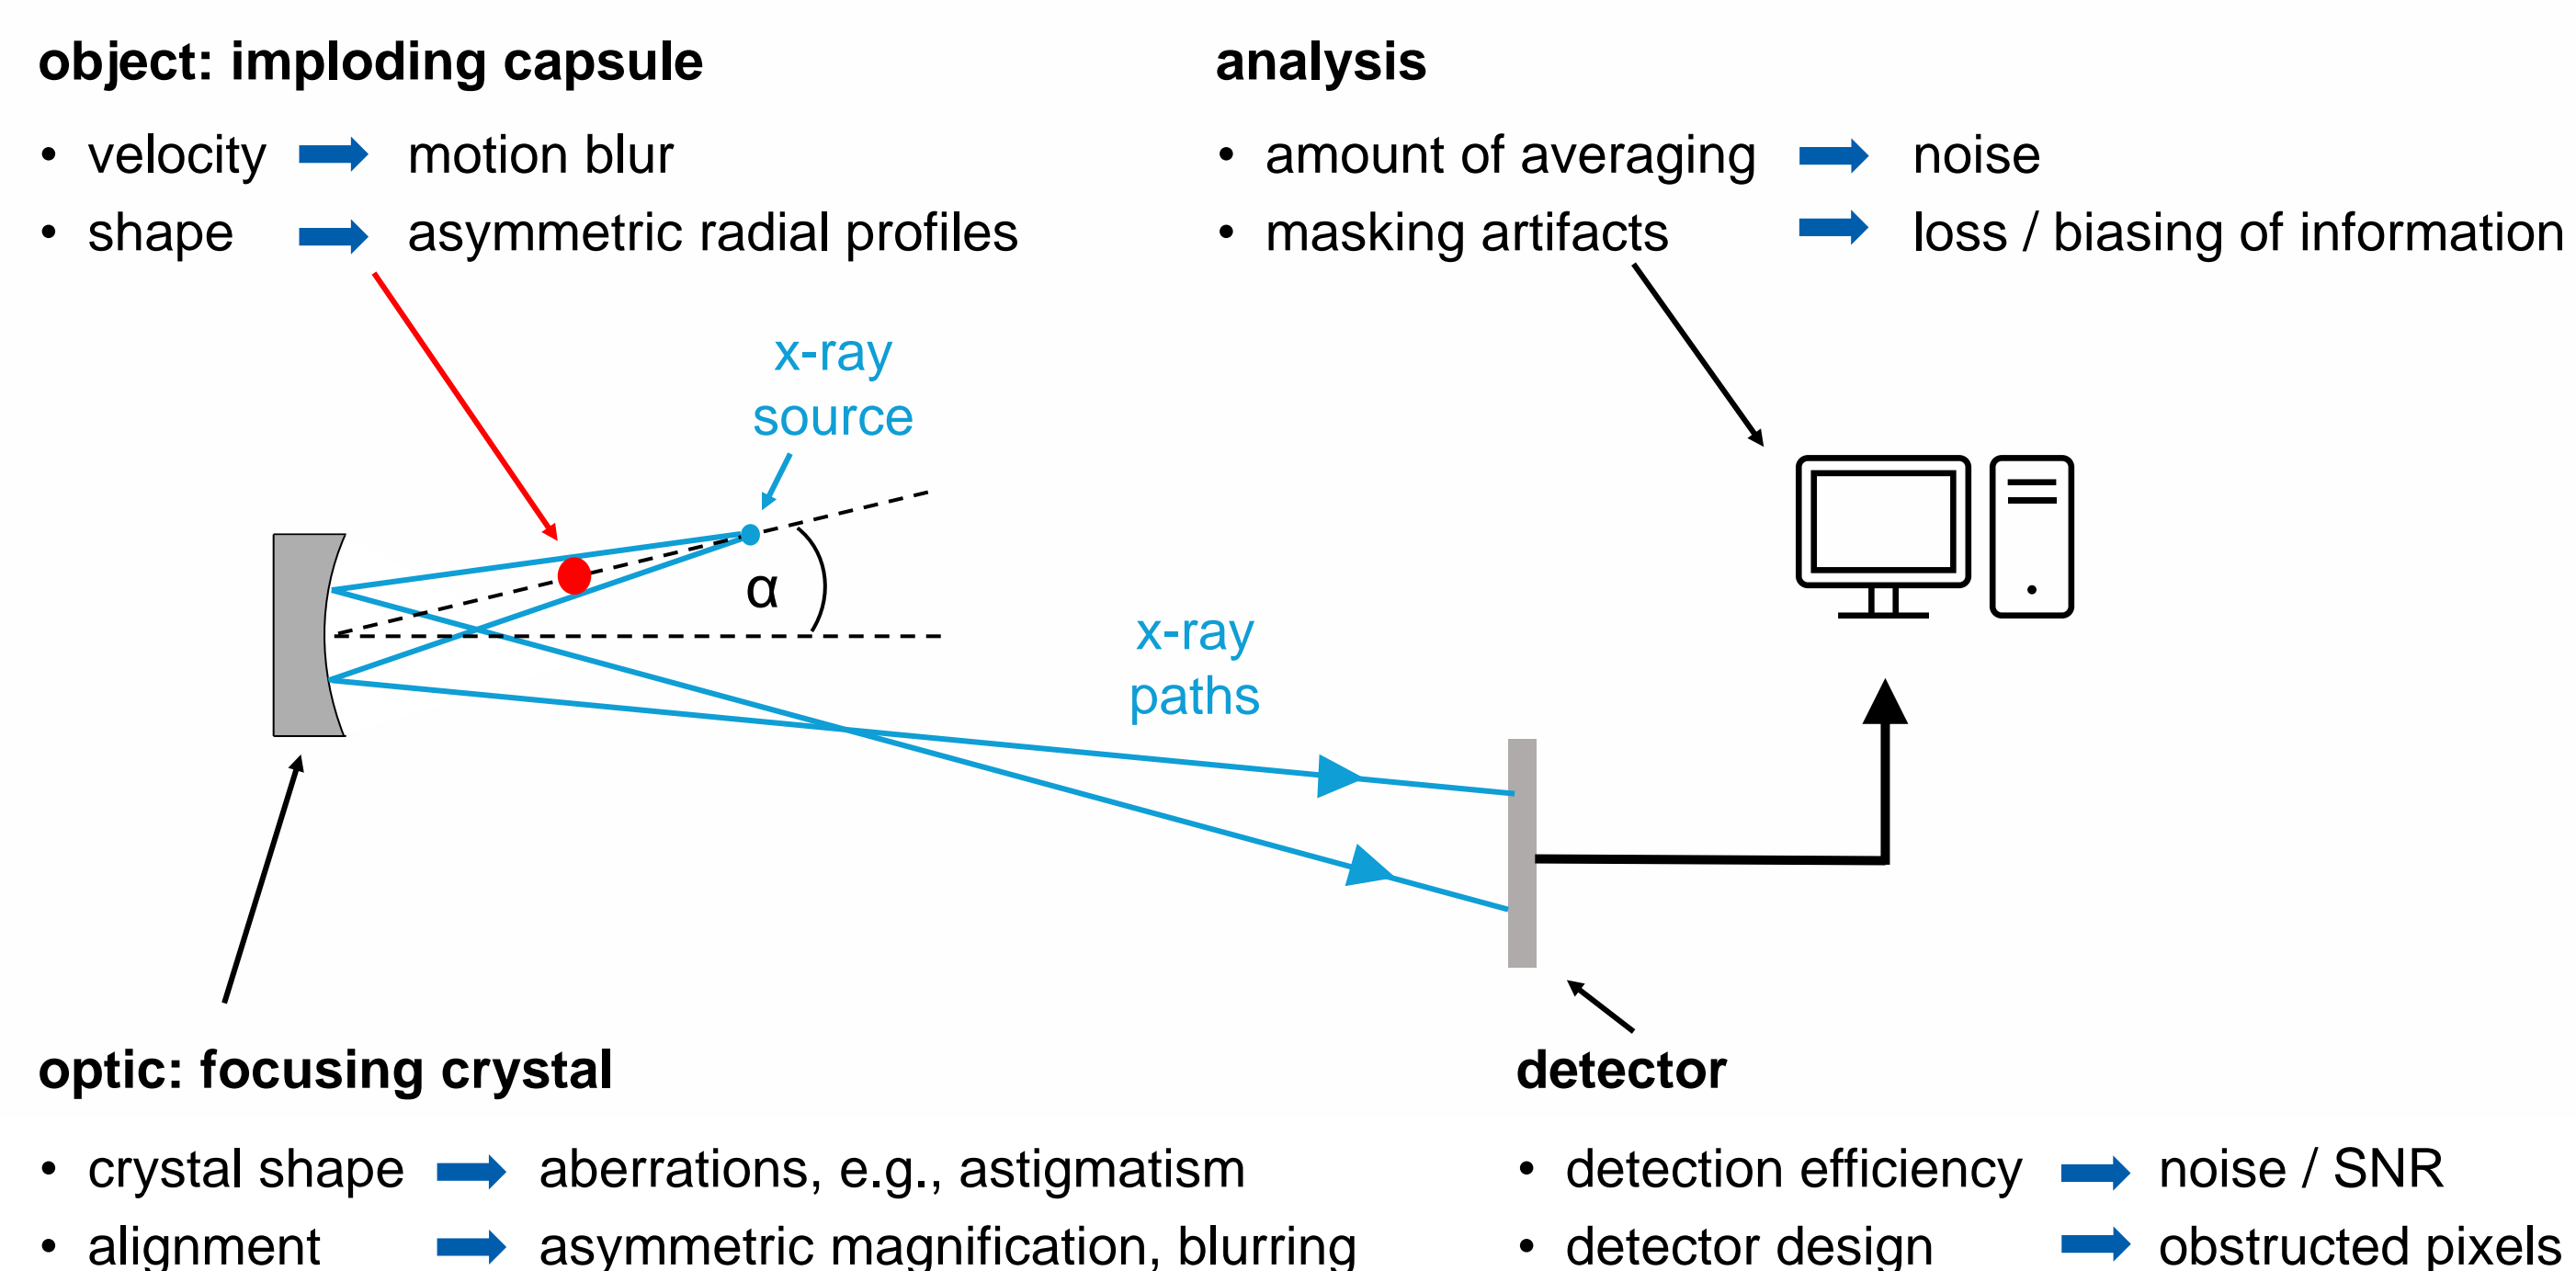 object: imploding capsule
• velocity motion blur
• shape asymmetric radial profiles
analysis
• amount of averaging noise
• masking artifacts loss / biasing of information
x-ray
source
α
x-ray
paths
optic: focusing crystal
• crystal shape aberrations, e.g., astigmatism
• alignment asymmetric magnification, blurring
detector
• detection efficiency noise / SNR
• detector design obstructed pixels